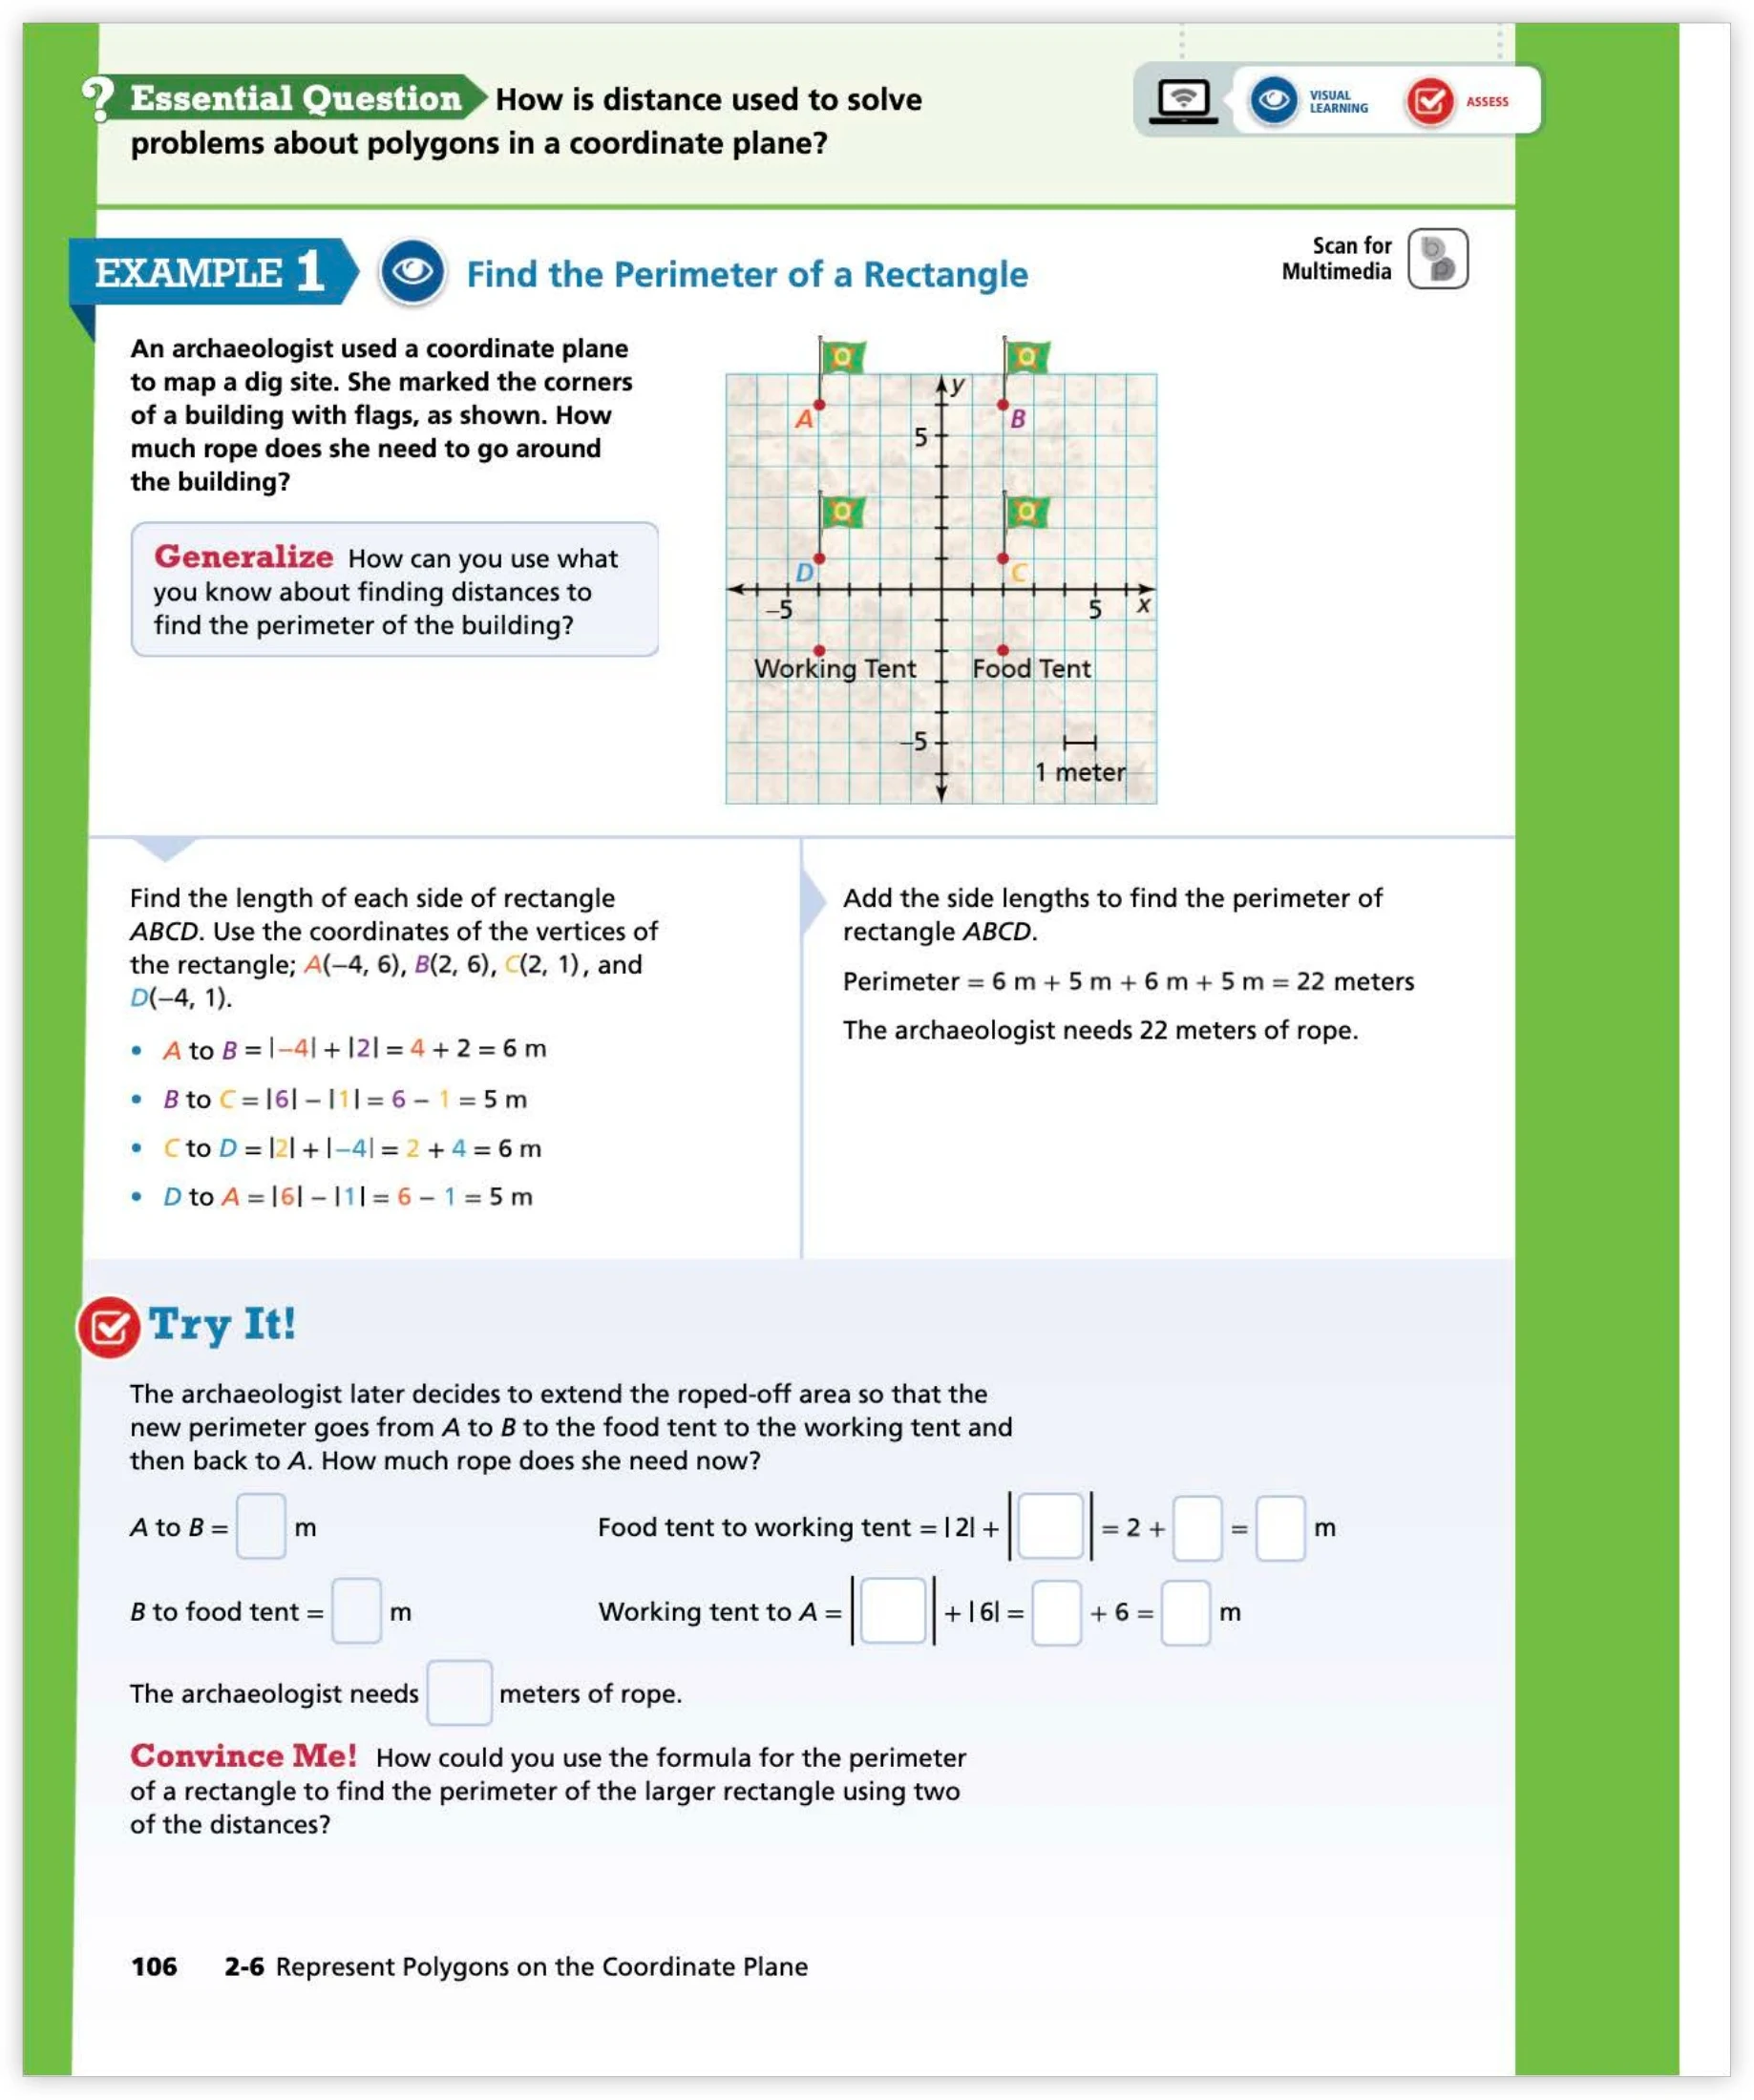 ? Essential Question How is distance used to solve
problems about polygons in a coordinate plane?
VISUAL
LEARNING
ASSESS
EXAMPLE 1 Find the Perimeter of a Rectangle
Scan for
Multimedia
An archaeologist used a coordinate plane
to map a dig site. She marked the corners
of a building with flags, as shown. How
much rope does she need to go around
the building?
Generalize How can you use what
you know about finding distances to
find the perimeter of the building?
y
A
B
5
D
C
−5
5
x
Working Tent
Food Tent
−5
1 meter
Find the length of each side of rectangle
ABCD. Use the coordinates of the vertices of
the rectangle; A(−4, 6), B(2, 6), C(2, 1), and
D(−4, 1).
• A to B = |−4| + |2| = 4 + 2 = 6 m
• B to C = |6| − |1| = 6 − 1 = 5 m
• C to D = |2| + |−4| = 2 + 4 = 6 m
• D to A = |6| − |1| = 6 − 1 = 5 m
Add the side lengths to find the perimeter of
rectangle ABCD.
Perimeter = 6 m + 5 m + 6 m + 5 m = 22 meters
The archaeologist needs 22 meters of rope.
Try It!
The archaeologist later decides to extend the roped-off area so that the
new perimeter goes from A to B to the food tent to the working tent and
then back to A. How much rope does she need now?
A to B = m
Food tent to working tent = |2| + | | = 2 + = m
B to food tent = m
Working tent to A = | | + |6| = + 6 = m
The archaeologist needs meters of rope.
Convince Me! How could you use the formula for the perimeter
of a rectangle to find the perimeter of the larger rectangle using two
of the distances?
106 2-6 Represent Polygons on the Coordinate Plane